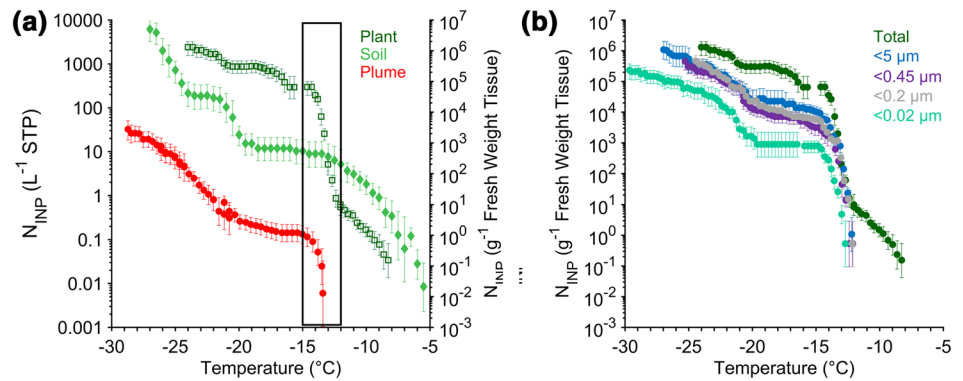 (a)
N_INP (L⁻¹ STP)
10000
1000
100
10
1
0.1
0.01
0.001
Plant
Soil
Plume
10⁷
10⁶
10⁵
10⁴
10³
10²
10¹
10⁰
10⁻¹
10⁻²
10⁻³
N_INP (g⁻¹ Fresh Weight Tissue)
-30 -25 -20 -15 -10 -5
Temperature (°C)
INP
(b)
N_INP (g⁻¹ Fresh Weight Tissue)
10⁷
10⁶
10⁵
10⁴
10³
10²
10¹
10⁰
10⁻¹
10⁻²
10⁻³
Total
<5 µm
<0.45 µm
<0.2 µm
<0.02 µm
-30 -25 -20 -15 -10 -5
Temperature (°C)